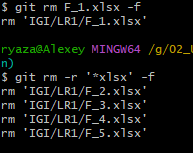 $ git rm F_1.xlsx -f
rm 'IGI/LR1/F_1.xlsx'
ryaza@Alexey MINGW64 /g/02_U
n)
$ git rm -r '*xlsx' -f
rm 'IGI/LR1/F_2.xlsx'
rm 'IGI/LR1/F_3.xlsx'
rm 'IGI/LR1/F_4.xlsx'
rm 'IGI/LR1/F_5.xlsx'